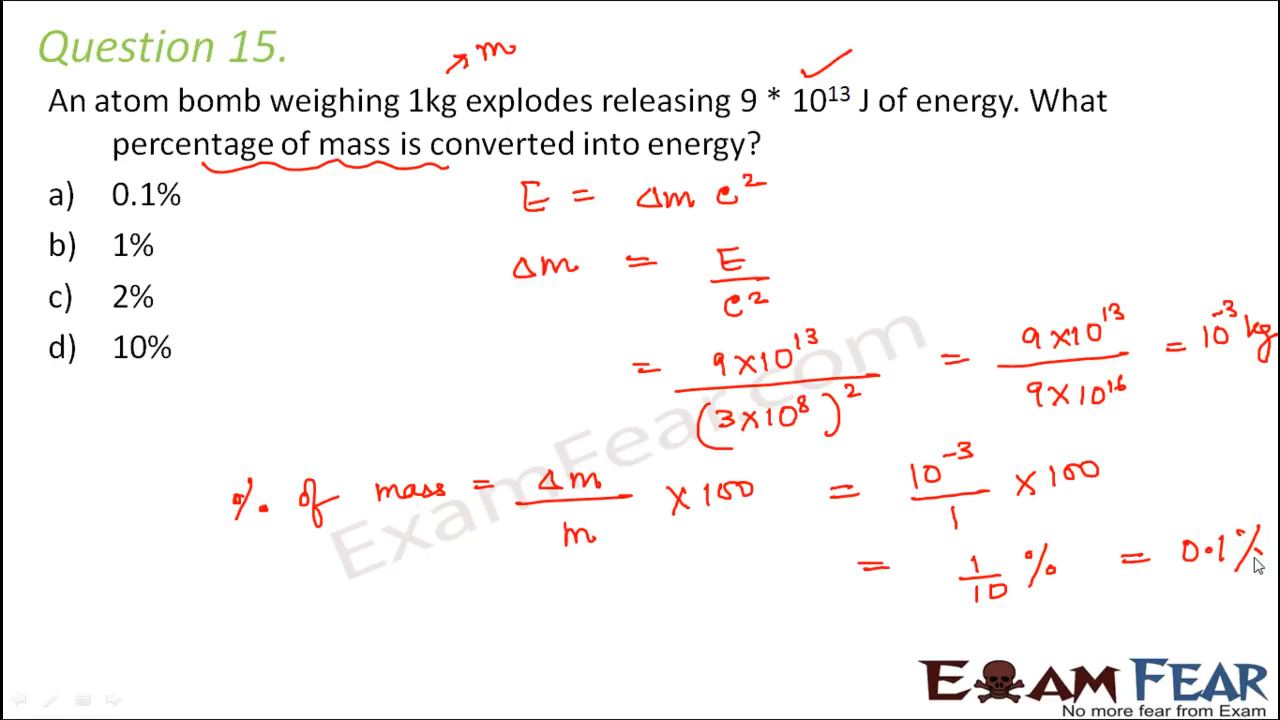 Question 15.
→ m
An atom bomb weighing 1kg explodes releasing 9 * 10¹³ J of energy. What
percentage of mass is converted into energy?
a) 0.1%
b) 1%
c) 2%
d) 10%
E = Δm c²
Δm = E / c²
= 9×10¹³ / (3×10⁸)² = 9×10¹³ / 9×10¹⁶ = 10⁻³ kg
% of mass = Δm / m × 100 = 10⁻³ / 1 × 100
= 1/10 % = 0.1%
ExamFear.com
EXAM FEAR
No more fear from Exam